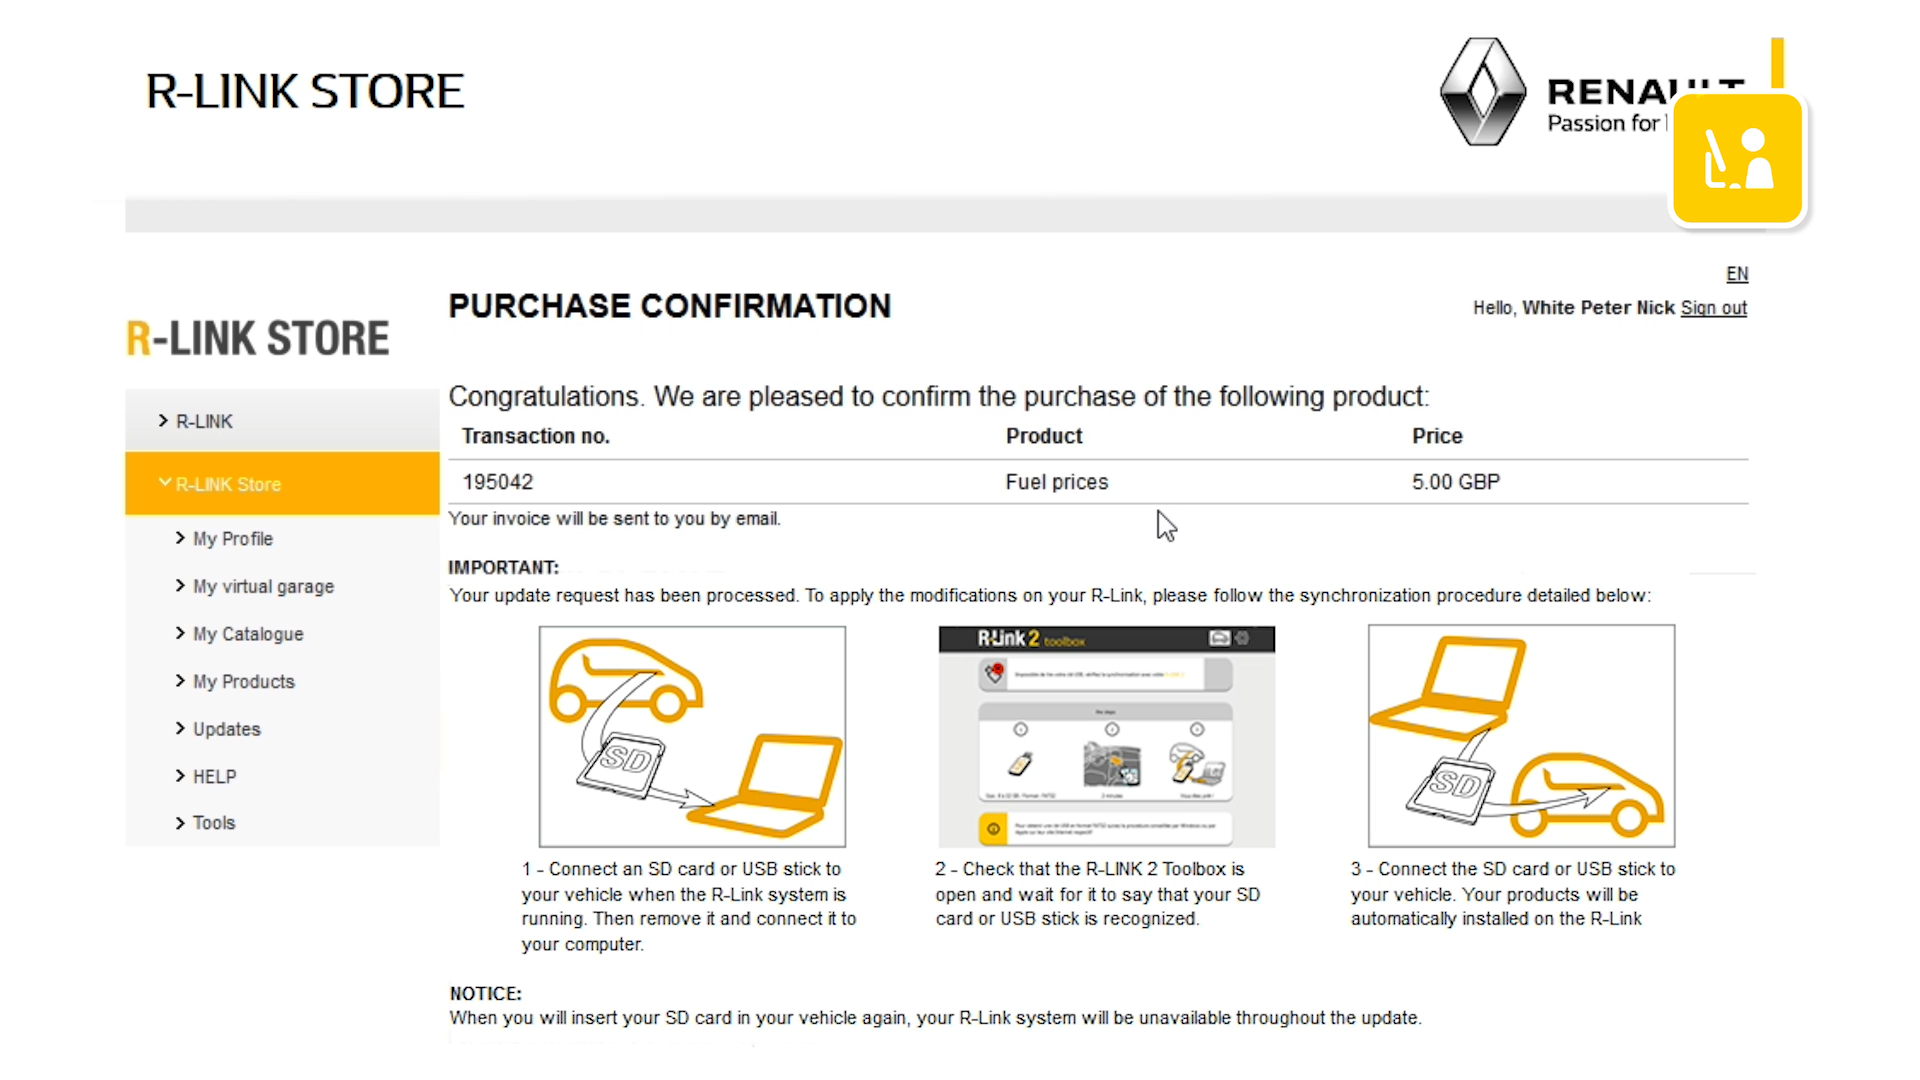 R-LINK STORE
RENAULT
Passion for
EN
Hello, White Peter Nick Sign out
R-LINK STORE
R-LINK
R-LINK Store
My Profile
My virtual garage
My Catalogue
My Products
Updates
HELP
Tools
PURCHASE CONFIRMATION
Congratulations. We are pleased to confirm the purchase of the following product:
Transaction no. Product Price
195042 Fuel prices 5.00 GBP
Your invoice will be sent to you by email.
IMPORTANT:
Your update request has been processed. To apply the modifications on your R-Link, please follow the synchronization procedure detailed below:
SD
R-Link 2 toolbox
SD
1 - Connect an SD card or USB stick to
your vehicle when the R-Link system is
running. Then remove it and connect it to
your computer.
2 - Check that the R-LINK 2 Toolbox is
open and wait for it to say that your SD
card or USB stick is recognized.
3 - Connect the SD card or USB stick to
your vehicle. Your products will be
automatically installed on the R-Link
NOTICE:
When you will insert your SD card in your vehicle again, your R-Link system will be unavailable throughout the update.